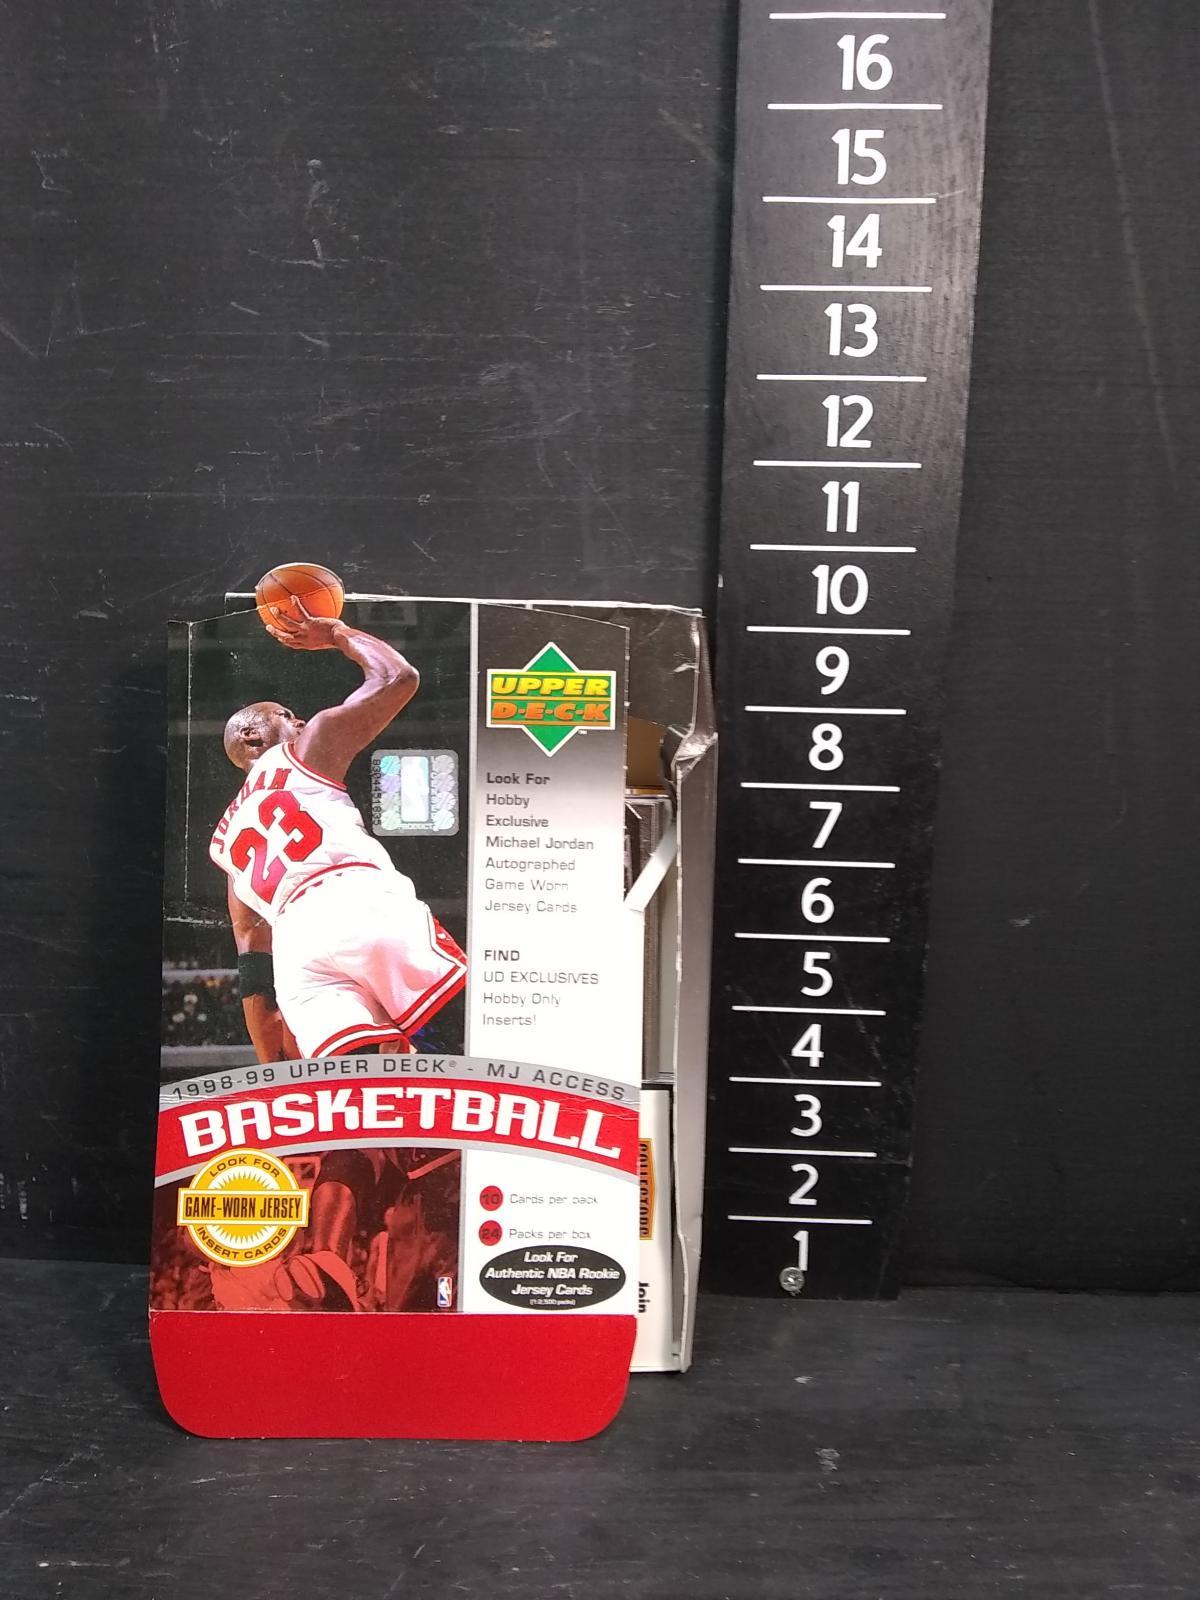 16
15
14
13
12
11
10
9
8
7
6
5
4
3
2
1
UPPER
D·E·C·K
™
JORDAN
23
Look For
Hobby
Exclusive
Michael Jordan
Autographed
Game Worn
Jersey Cards
FIND
UD EXCLUSIVES
Hobby Only
Inserts!
1998-99 UPPER DECK® - MJ ACCESS
BASKETBALL
LOOK FOR
GAME-WORN JERSEY
INSERT CARDS
10 Cards per pack
24 Packs per box
Look For
Authentic NBA Rookie
Jersey Cards
Join